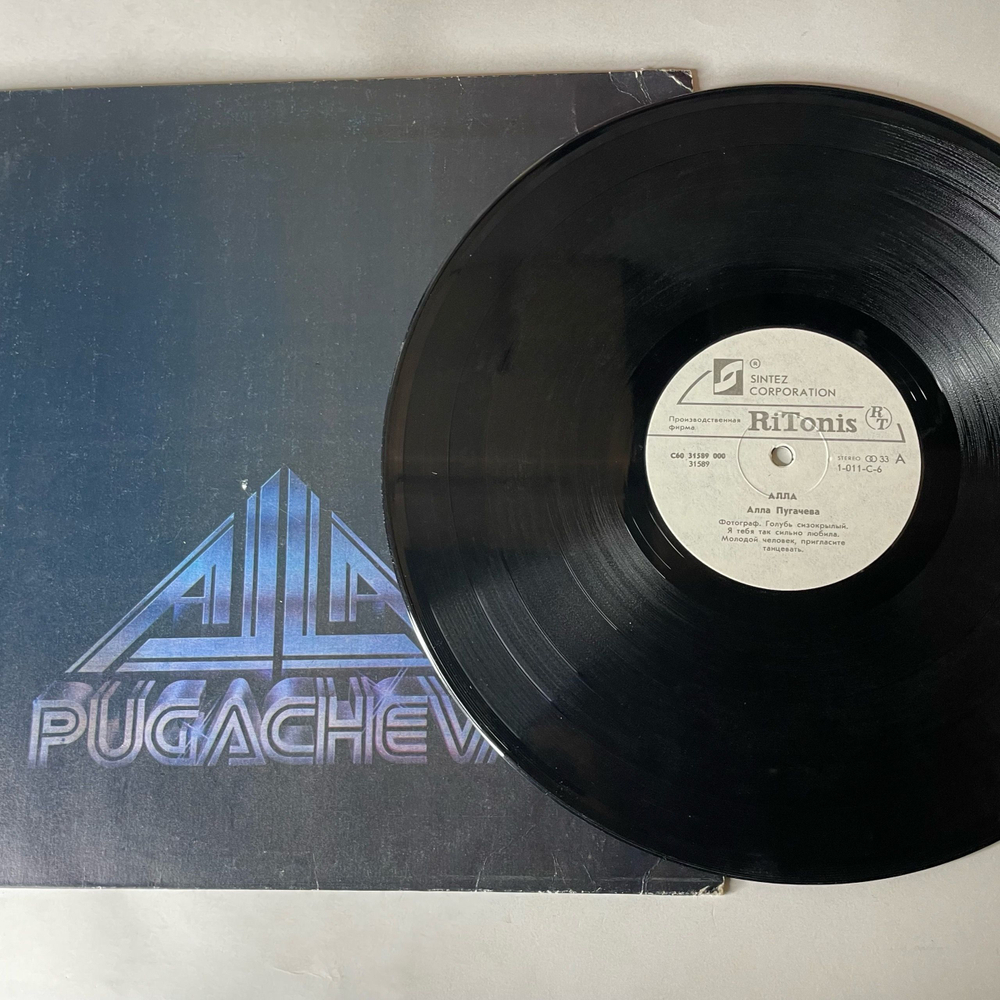 ALLA
PUGACHEVA
®
SINTEZ
CORPORATION
Производственная
фирма
RiTonis
RT
С60 31589 000
31589
STEREO 33 A
1-011-C-6
АЛЛА
Алла Пугачева
Фотограф. Голубь сизокрылый.
Я тебя так сильно любила.
Молодой человек, пригласите
танцевать.